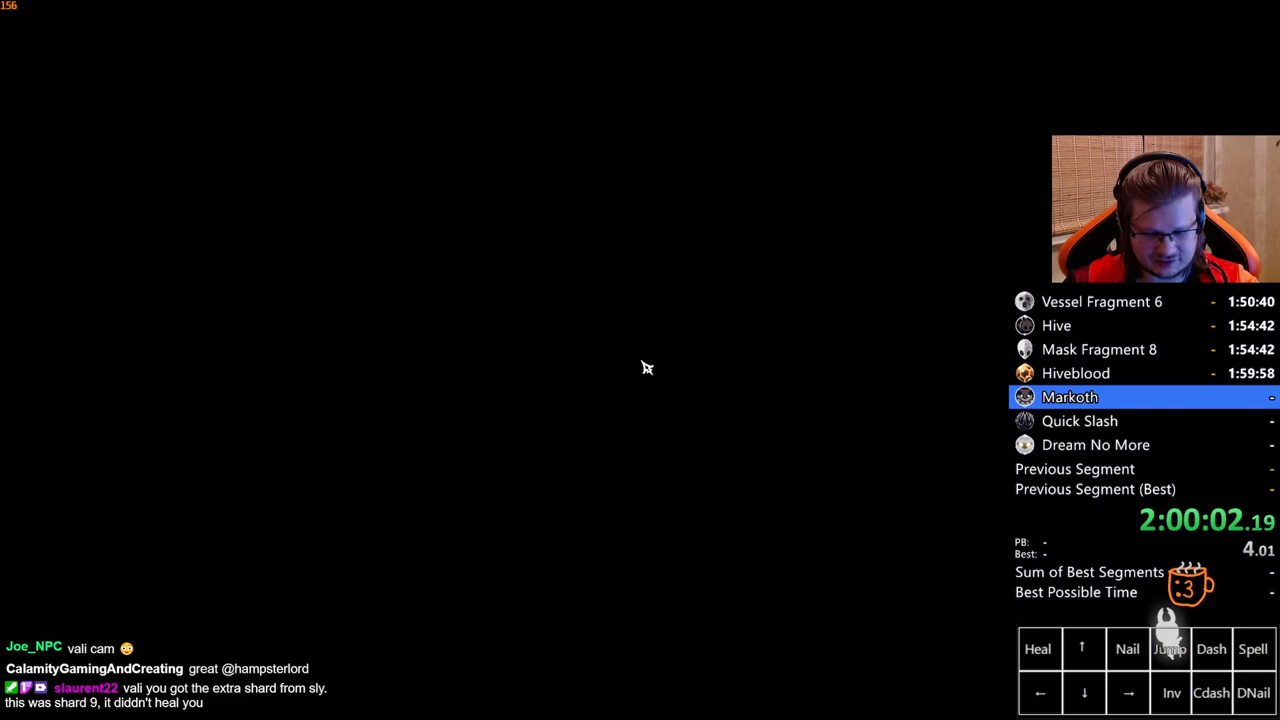 156
Vessel Fragment 6 - 1:50:40
Hive - 1:54:42
Mask Fragment 8 - 1:54:42
Hiveblood - 1:59:58
Markoth -
Quick Slash -
Dream No More -
Previous Segment -
Previous Segment (Best) -
2:00:02.19
PB: -
4.01
Best: -
Sum of Best Segments -
:3
Best Possible Time -
Heal ↑ Nail Jump Dash Spell
← ↓ → Inv Cdash DNail
Joe_NPC vali cam 😳
CalamityGamingAndCreating great @hampsterlord
slaurent22 vali you got the extra shard from sly.
this was shard 9, it diddn't heal you